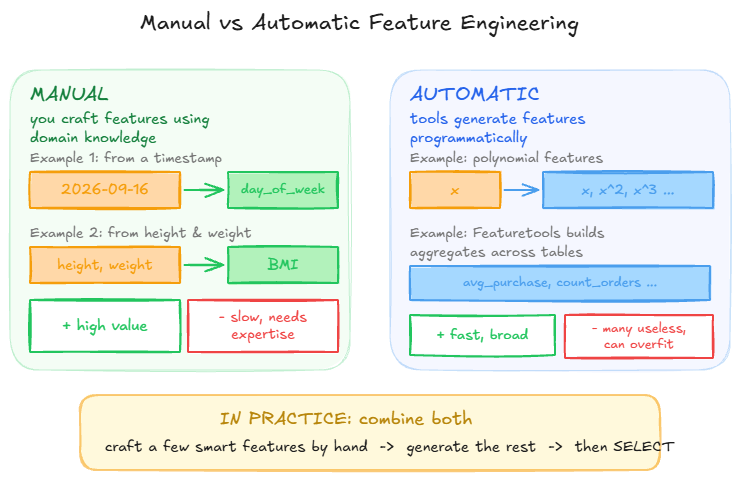 Manual vs Automatic Feature Engineering
MANUAL
you craft features using
domain knowledge
Example 1: from a timestamp
2026-09-16
day_of_week
Example 2: from height & weight
height, weight
BMI
+ high value
- slow, needs
expertise
AUTOMATIC
tools generate features
programmatically
Example: polynomial features
x
x, x^2, x^3 ...
Example: Featuretools builds
aggregates across tables
avg_purchase, count_orders ...
+ fast, broad
- many useless,
can overfit
IN PRACTICE: combine both
craft a few smart features by hand -> generate the rest -> then SELECT